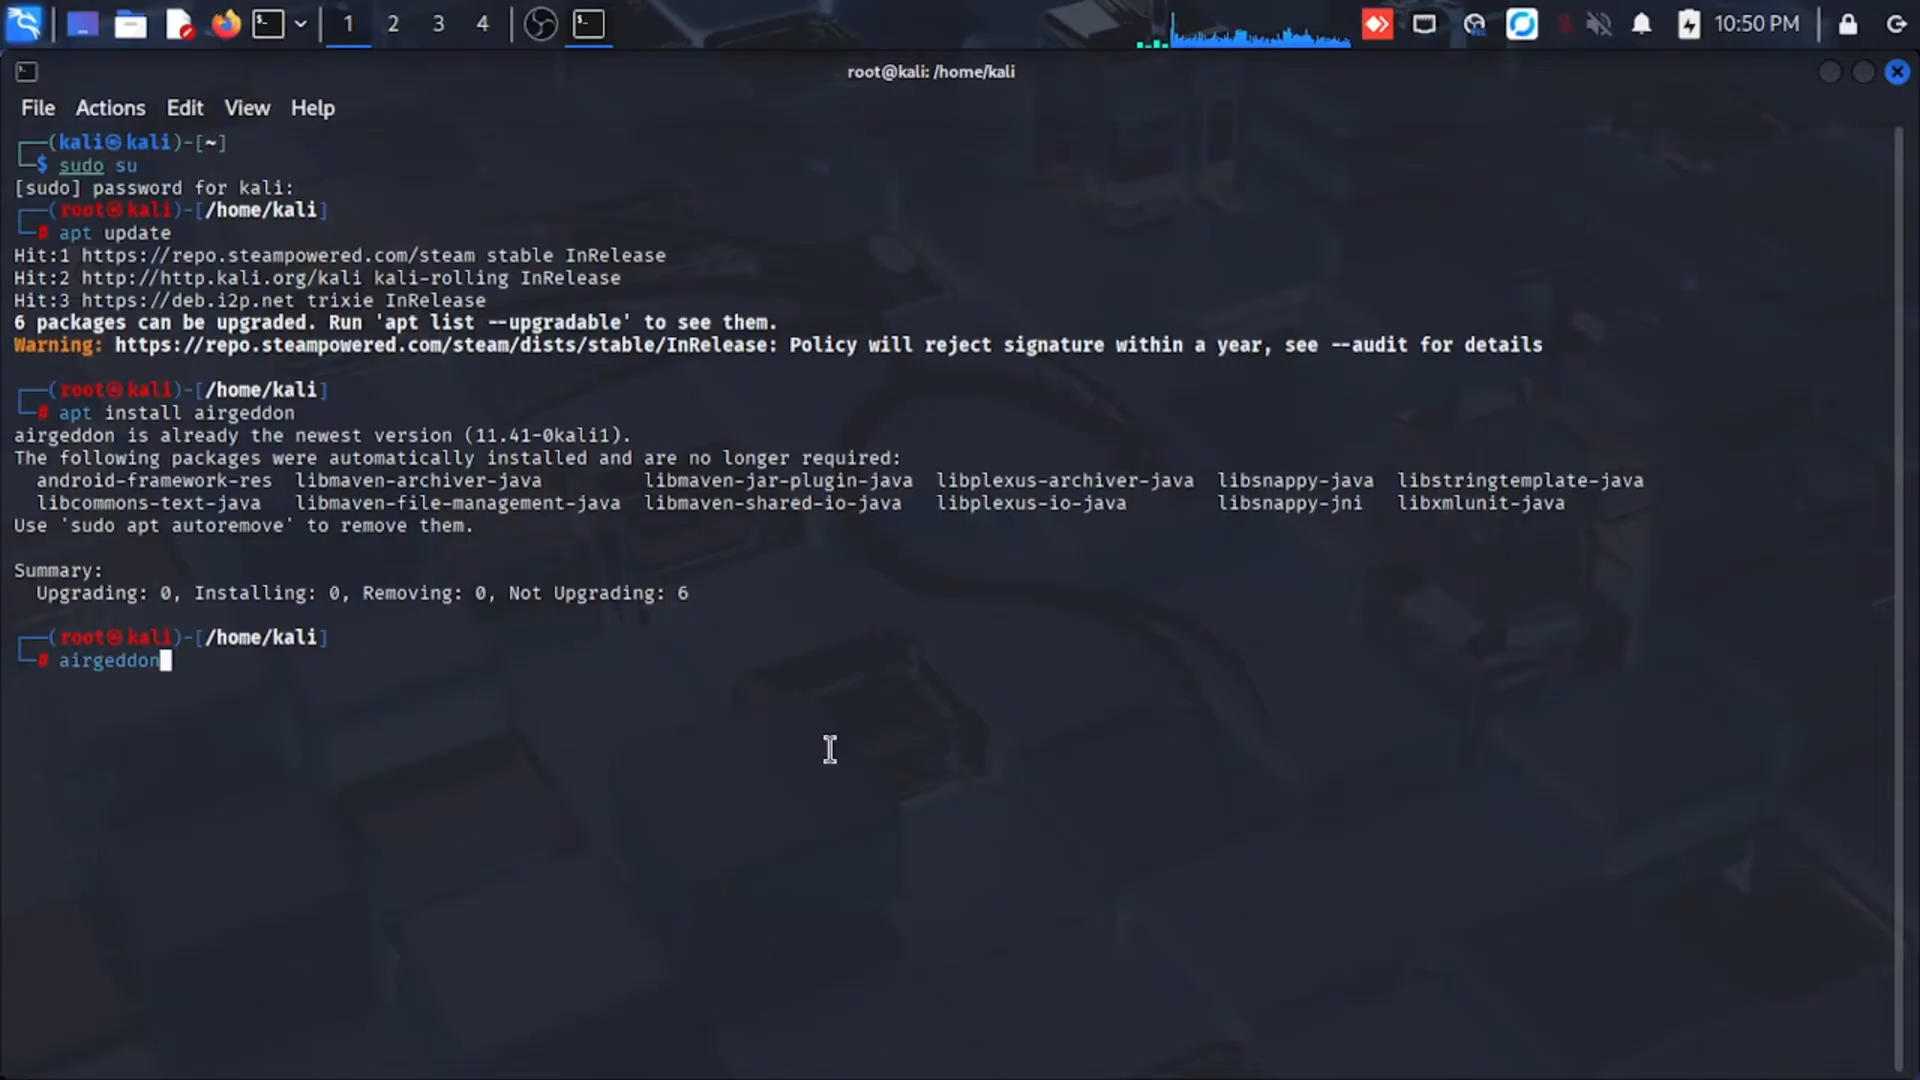 1 2 3 4 10:50 PM
root@kali: /home/kali
File Actions Edit View Help
(kali㉿kali)-[~]
$ sudo su
[sudo] password for kali:
(root㉿kali)-[/home/kali]
# apt update
Hit:1 https://repo.steampowered.com/steam stable InRelease
Hit:2 http://http.kali.org/kali kali-rolling InRelease
Hit:3 https://deb.i2p.net trixie InRelease
6 packages can be upgraded. Run 'apt list --upgradable' to see them.
Warning: https://repo.steampowered.com/steam/dists/stable/InRelease: Policy will reject signature within a year, see --audit for details
(root㉿kali)-[/home/kali]
# apt install airgeddon
airgeddon is already the newest version (11.41-0kali1).
The following packages were automatically installed and are no longer required:
android-framework-res libmaven-archiver-java libmaven-jar-plugin-java libplexus-archiver-java libsnappy-java libstringtemplate-java
libcommons-text-java libmaven-file-management-java libmaven-shared-io-java libplexus-io-java libsnappy-jni libxmlunit-java
Use 'sudo apt autoremove' to remove them.
Summary:
Upgrading: 0, Installing: 0, Removing: 0, Not Upgrading: 6
(root㉿kali)-[/home/kali]
# airgeddon